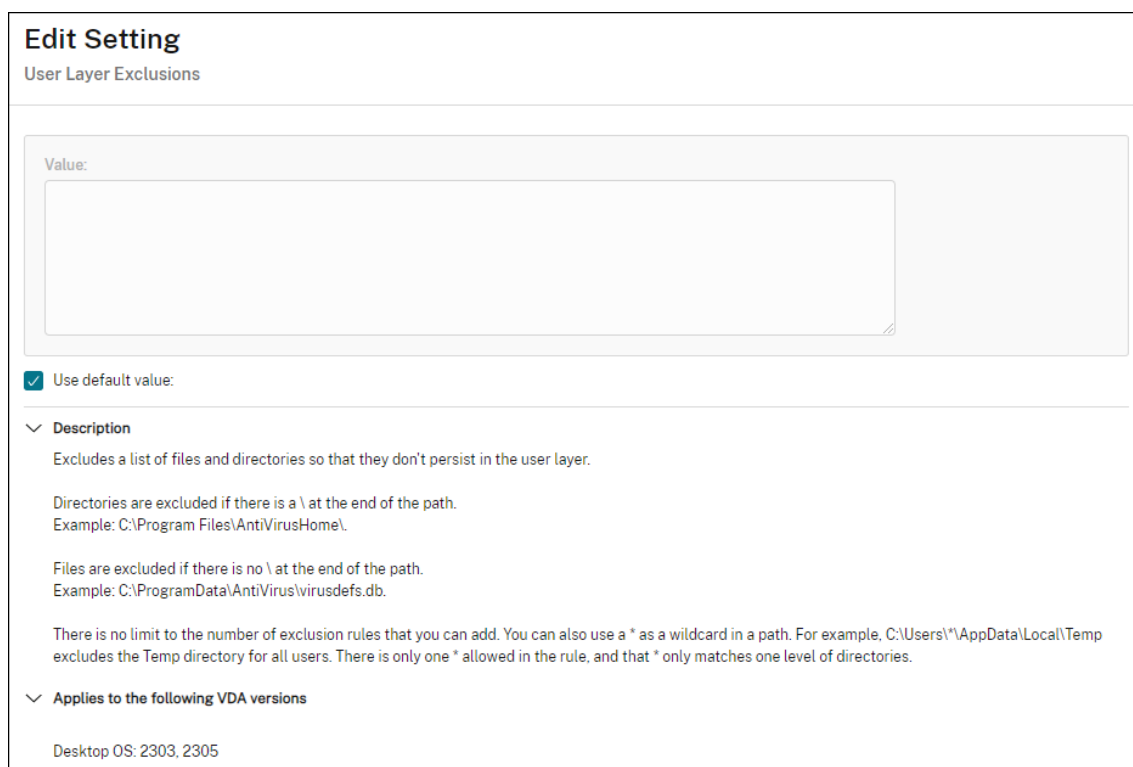 Edit Setting
User Layer Exclusions
Value:
Use default value:
Description
Excludes a list of files and directories so that they don't persist in the user layer.
Directories are excluded if there is a \ at the end of the path.
Example: C:\Program Files\AntiVirusHome\.
Files are excluded if there is no \ at the end of the path.
Example: C:\ProgramData\AntiVirus\virusdefs.db.
There is no limit to the number of exclusion rules that you can add. You can also use a * as a wildcard in a path. For example, C:\Users\*\AppData\Local\Temp
excludes the Temp directory for all users. There is only one * allowed in the rule, and that * only matches one level of directories.
Applies to the following VDA versions
Desktop OS: 2303, 2305